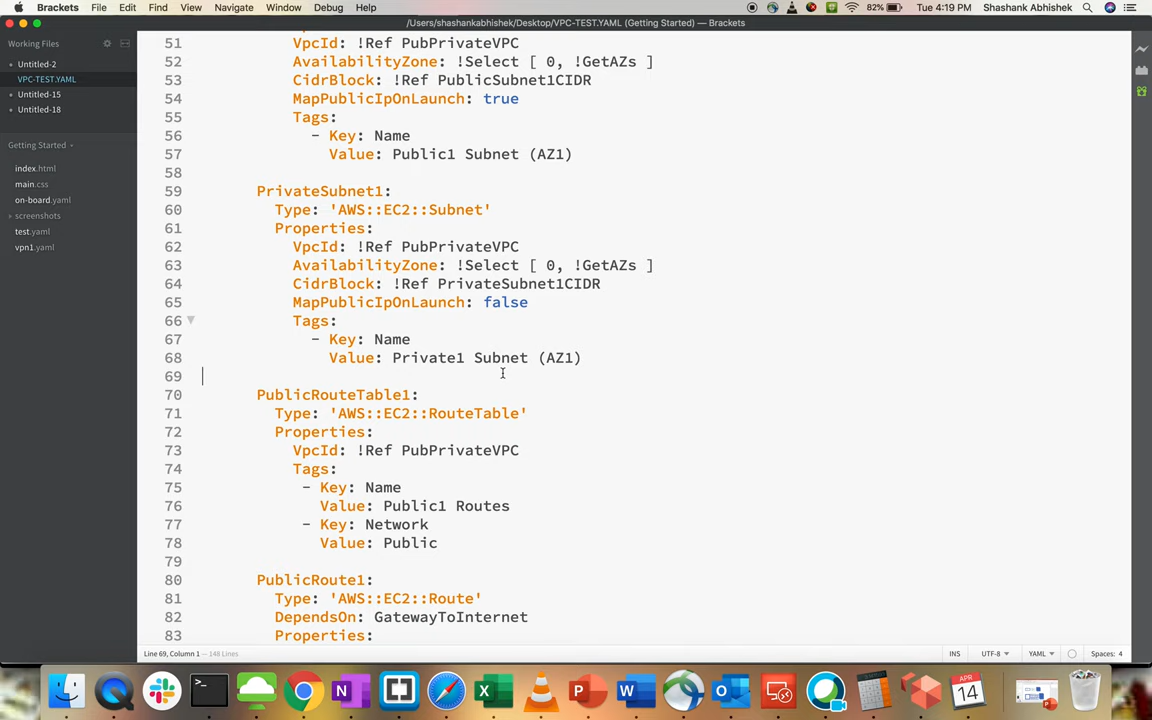 Brackets File Edit Find View Navigate Window Debug Help 82% Tue 4:19 PM Shashank Abhishek
/Users/shashankabhishek/Desktop/VPC-TEST.YAML (Getting Started) — Brackets
Working Files
Untitled-2
VPC-TEST.YAML
Untitled-15
Untitled-18
Getting Started
index.html
main.css
on-board.yaml
screenshots
test.yaml
vpn1.yaml
51 VpcId: !Ref PubPrivateVPC
52 AvailabilityZone: !Select [ 0, !GetAZs ]
53 CidrBlock: !Ref PublicSubnet1CIDR
54 MapPublicIpOnLaunch: true
55 Tags:
56 - Key: Name
57 Value: Public1 Subnet (AZ1)
58
59 PrivateSubnet1:
60 Type: 'AWS::EC2::Subnet'
61 Properties:
62 VpcId: !Ref PubPrivateVPC
63 AvailabilityZone: !Select [ 0, !GetAZs ]
64 CidrBlock: !Ref PrivateSubnet1CIDR
65 MapPublicIpOnLaunch: false
66 Tags:
67 - Key: Name
68 Value: Private1 Subnet (AZ1)
69
70 PublicRouteTable1:
71 Type: 'AWS::EC2::RouteTable'
72 Properties:
73 VpcId: !Ref PubPrivateVPC
74 Tags:
75 - Key: Name
76 Value: Public1 Routes
77 - Key: Network
78 Value: Public
79
80 PublicRoute1:
81 Type: 'AWS::EC2::Route'
82 DependsOn: GatewayToInternet
83 Properties:
Line 69, Column 1 — 148 Lines
INS UTF-8 YAML Spaces: 4
APR
14